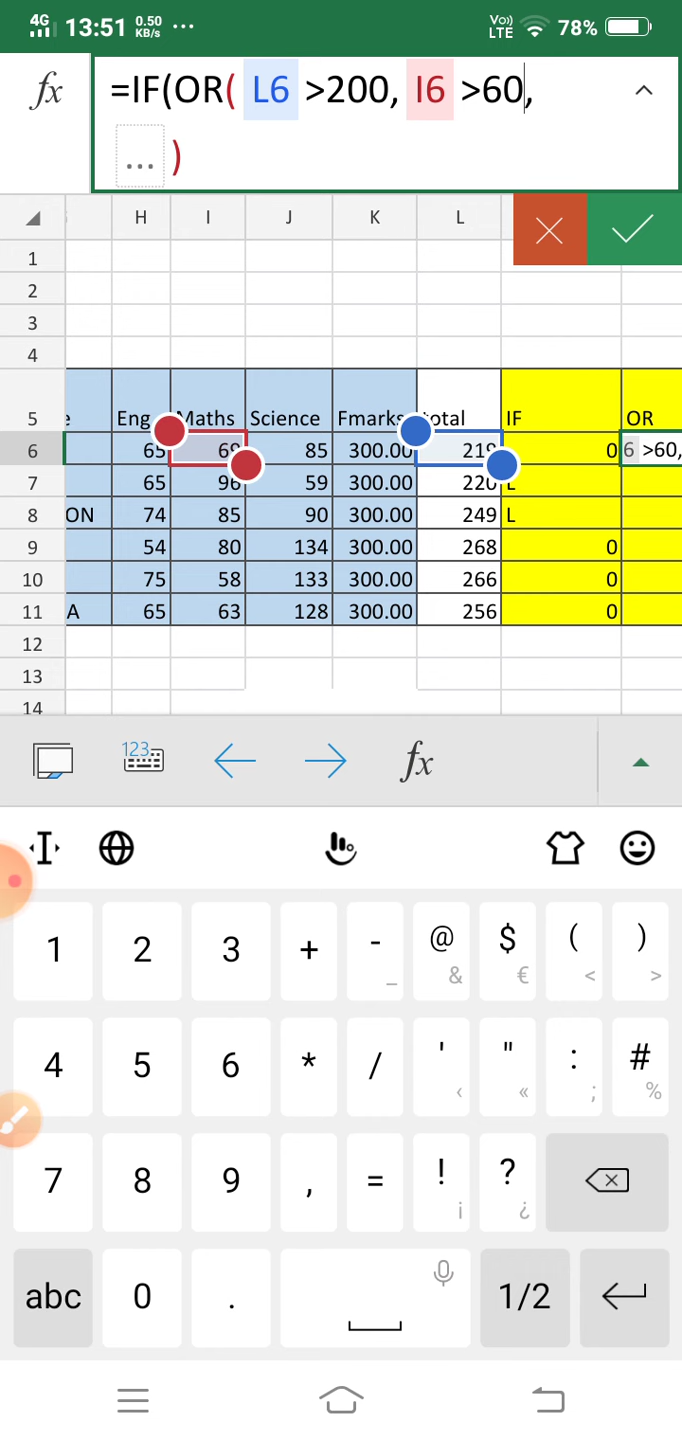 4G 13:51 0.50 KB/s ... Vo)) LTE 78%
fx =IF(OR( L6 >200, I6 >60,
... )
H I J K L
1
2
3
4
5 e Eng Maths Science Fmarks total IF OR
6 65 69 85 300.00 219 0 6 >60,
7 65 96 59 300.00 220 L
8 ON 74 85 90 300.00 249 L
9 54 80 134 300.00 268 0
10 75 58 133 300.00 266 0
11 A 65 63 128 300.00 256 0
12
13
14
123 fx
1 2 3 + - _ @ & $ € ( < ) >
4 5 6 * / ' ‹ " « : ; # %
7 8 9 , = ! ¡ ? ¿
abc 0 . 1/2